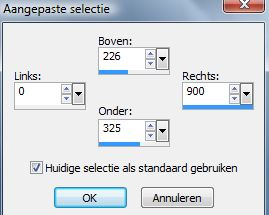 Aangepaste selectie
Boven:
226
Links:
0
Rechts:
900
Onder:
325
Huidige selectie als standaard gebruiken
OK
Annuleren